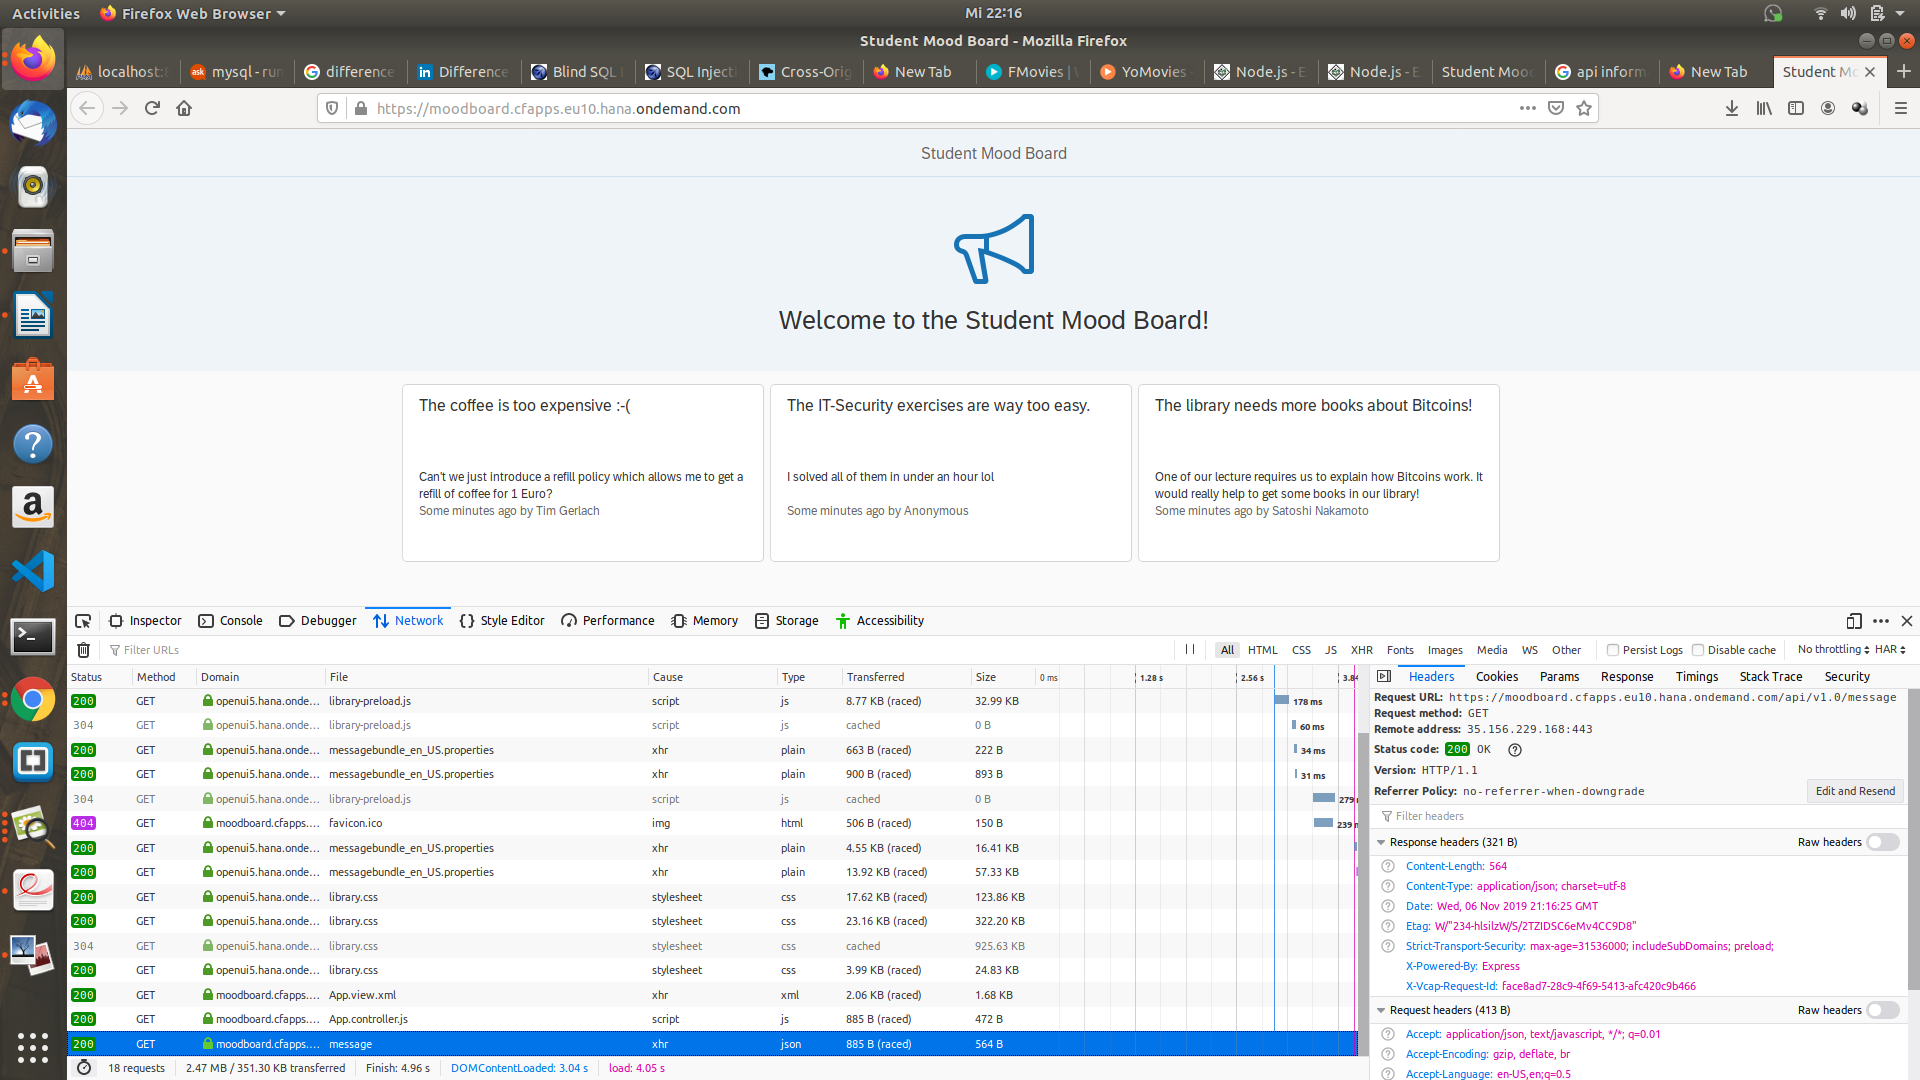 Activities
Firefox Web Browser
Mi 22:16
Student Mood Board - Mozilla Firefox
localhost:
mysql - run
difference
Difference
Blind SQL
SQL Injecti
Cross-Orig
New Tab
FMovies |
YoMovies
Node.js - E
Node.js - E
Student Moo
api inform
New Tab
Student Mo
https://moodboard.cfapps.eu10.hana.ondemand.com
Student Mood Board
Welcome to the Student Mood Board!
The coffee is too expensive :-(
Can't we just introduce a refill policy which allows me to get a
refill of coffee for 1 Euro?
Some minutes ago by Tim Gerlach
The IT-Security exercises are way too easy.
I solved all of them in under an hour lol
Some minutes ago by Anonymous
The library needs more books about Bitcoins!
One of our lecture requires us to explain how Bitcoins work. It
would really help to get some books in our library!
Some minutes ago by Satoshi Nakamoto
Inspector Console Debugger Network Style Editor Performance Memory Storage Accessibility
Filter URLs
All HTML CSS JS XHR Fonts Images Media WS Other Persist Logs Disable cache No throttling HAR
Status Method Domain File Cause Type Transferred Size 0 ms 1.28 s 2.56 s 3.84
200 GET openui5.hana.onde... library-preload.js script js 8.77 KB (raced) 32.99 KB 178 ms
304 GET openui5.hana.onde... library-preload.js script js cached 0 B 60 ms
200 GET openui5.hana.onde... messagebundle_en_US.properties xhr plain 663 B (raced) 222 B 34 ms
200 GET openui5.hana.onde... messagebundle_en_US.properties xhr plain 900 B (raced) 893 B 31 ms
304 GET openui5.hana.onde... library-preload.js script js cached 0 B 279
404 GET moodboard.cfapps.... favicon.ico img html 506 B (raced) 150 B 239
200 GET openui5.hana.onde... messagebundle_en_US.properties xhr plain 4.55 KB (raced) 16.41 KB
200 GET openui5.hana.onde... messagebundle_en_US.properties xhr plain 13.92 KB (raced) 57.33 KB
200 GET openui5.hana.onde... library.css stylesheet css 17.62 KB (raced) 123.86 KB
200 GET openui5.hana.onde... library.css stylesheet css 23.16 KB (raced) 322.20 KB
304 GET openui5.hana.onde... library.css stylesheet css cached 925.63 KB
200 GET openui5.hana.onde... library.css stylesheet css 3.99 KB (raced) 24.83 KB
200 GET moodboard.cfapps.... App.view.xml xhr xml 2.06 KB (raced) 1.68 KB
200 GET moodboard.cfapps.... App.controller.js script js 885 B (raced) 472 B
200 GET moodboard.cfapps.... message xhr json 885 B (raced) 564 B
18 requests 2.47 MB / 351.30 KB transferred Finish: 4.96 s DOMContentLoaded: 3.04 s load: 4.05 s
Headers Cookies Params Response Timings Stack Trace Security
Request URL: https://moodboard.cfapps.eu10.hana.ondemand.com/api/v1.0/message
Request method: GET
Remote address: 35.156.229.168:443
Status code: 200 OK
Version: HTTP/1.1
Referrer Policy: no-referrer-when-downgrade Edit and Resend
Filter headers
Response headers (321 B) Raw headers
Content-Length: 564
Content-Type: application/json; charset=utf-8
Date: Wed, 06 Nov 2019 21:16:25 GMT
Etag: W/"234-hlsilzW/S/2TZIDSC6eMv4CC9D8"
Strict-Transport-Security: max-age=31536000; includeSubDomains; preload;
X-Powered-By: Express
X-Vcap-Request-Id: face8ad7-28c9-4f69-5413-afc420c9b466
Request headers (413 B) Raw headers
Accept: application/json, text/javascript, */*; q=0.01
Accept-Encoding: gzip, deflate, br
Accept-Language: en-US,en;q=0.5